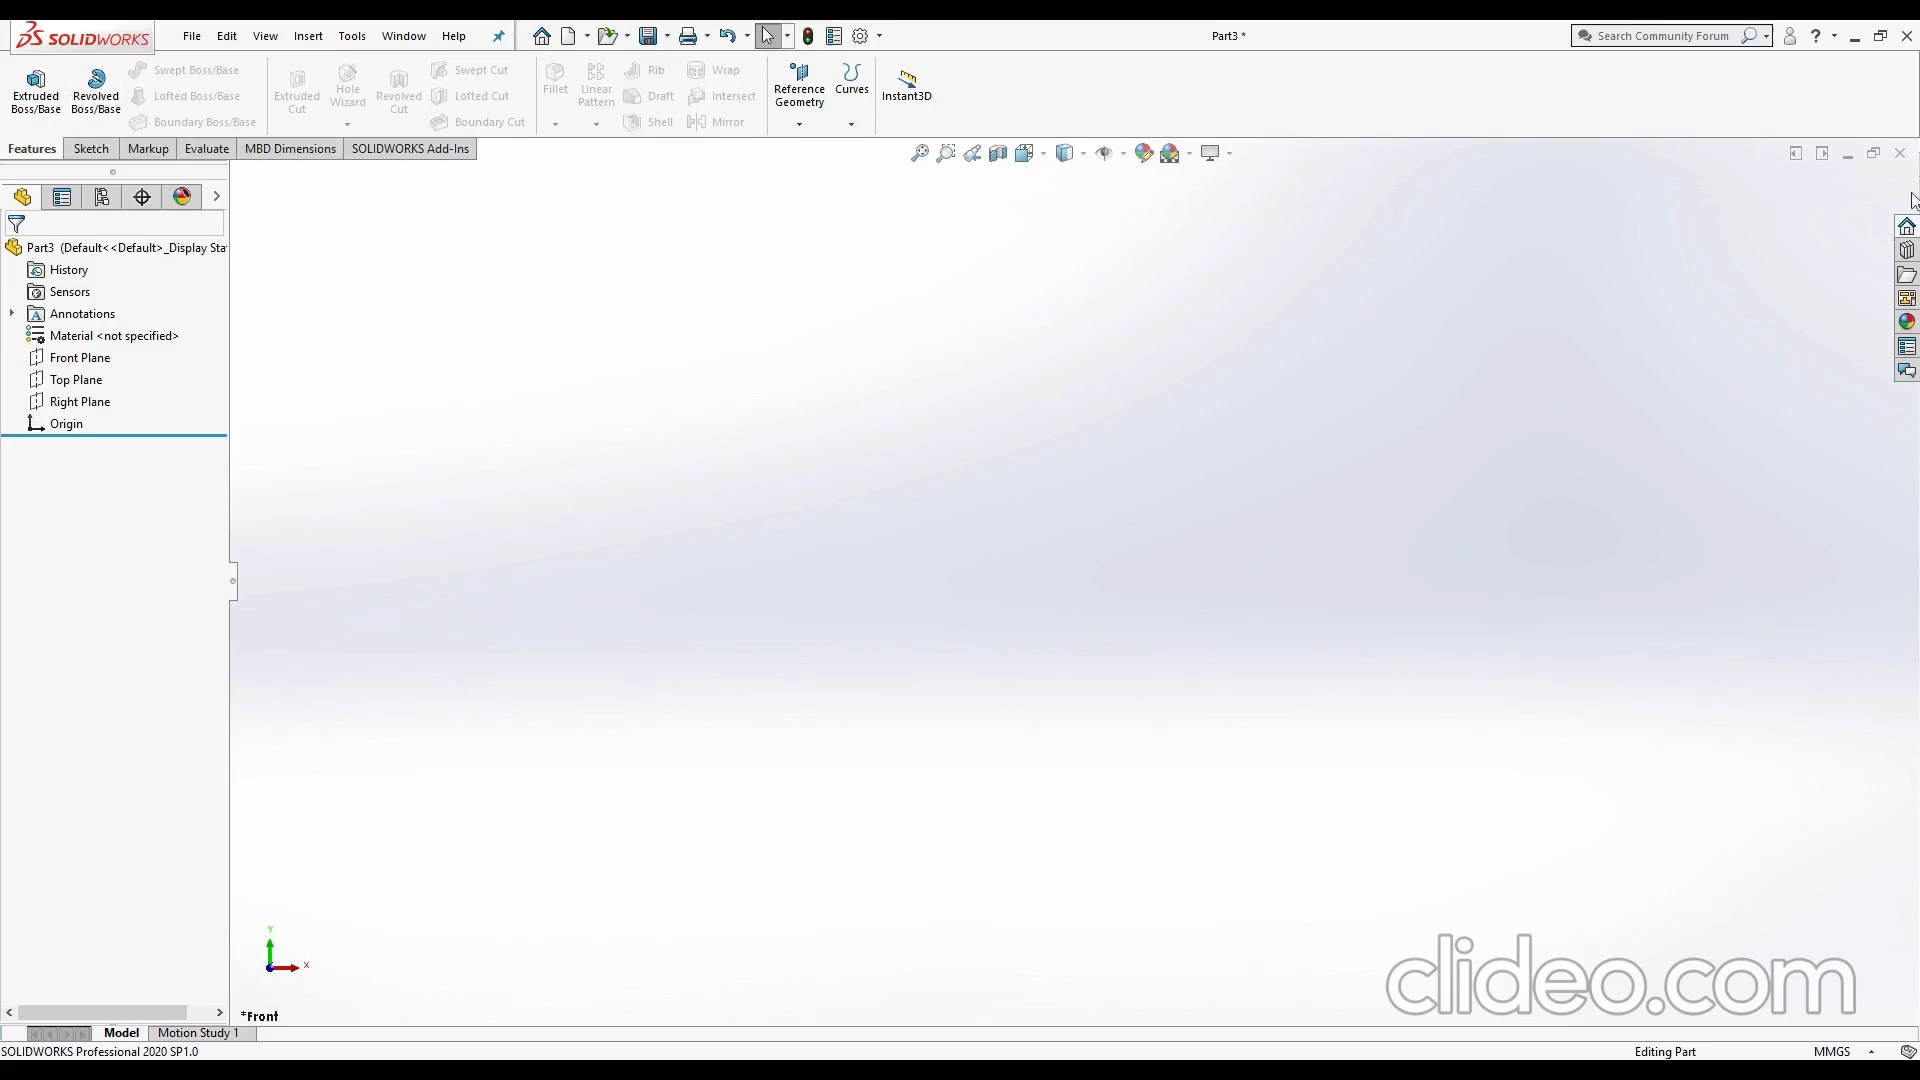 SOLIDWORKS File Edit View Insert Tools Window Help Part3 * Search Community Forum ?
Extruded Boss/Base
Revolved Boss/Base
Swept Boss/Base
Lofted Boss/Base
Boundary Boss/Base
Extruded Cut
Hole Wizard
Revolved Cut
Swept Cut
Lofted Cut
Boundary Cut
Fillet
Linear Pattern
Rib
Draft
Shell
Wrap
Intersect
Mirror
Reference Geometry
Curves
Instant3D
Features Sketch Markup Evaluate MBD Dimensions SOLIDWORKS Add-Ins
Part3 (Default<<Default>_Display Sta
History
Sensors
Annotations
Material <not specified>
Front Plane
Top Plane
Right Plane
Origin
Y
X
*Front
clideo.com
Model Motion Study 1
SOLIDWORKS Professional 2020 SP1.0 Editing Part MMGS